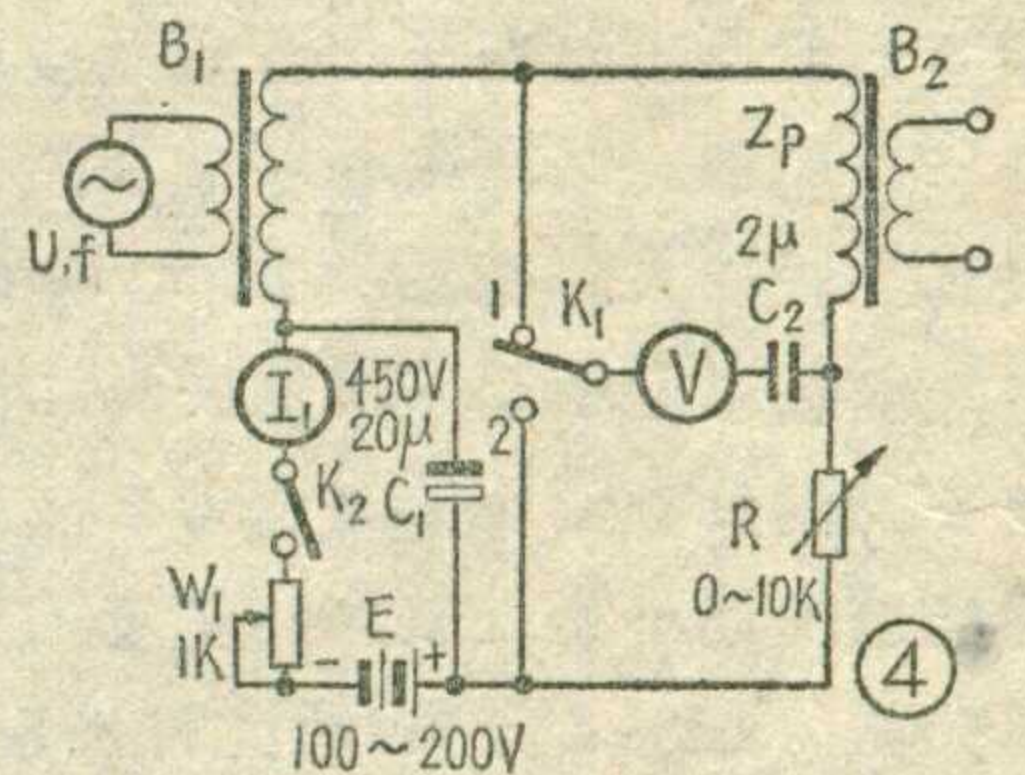 B₁
B₂
U,f
Zp
2μ
C₂
1
K₁
V
I₁
450V
20μ
2
K₂
C₁
R
0~10K
W₁
1K
E
- +
100~200V
④